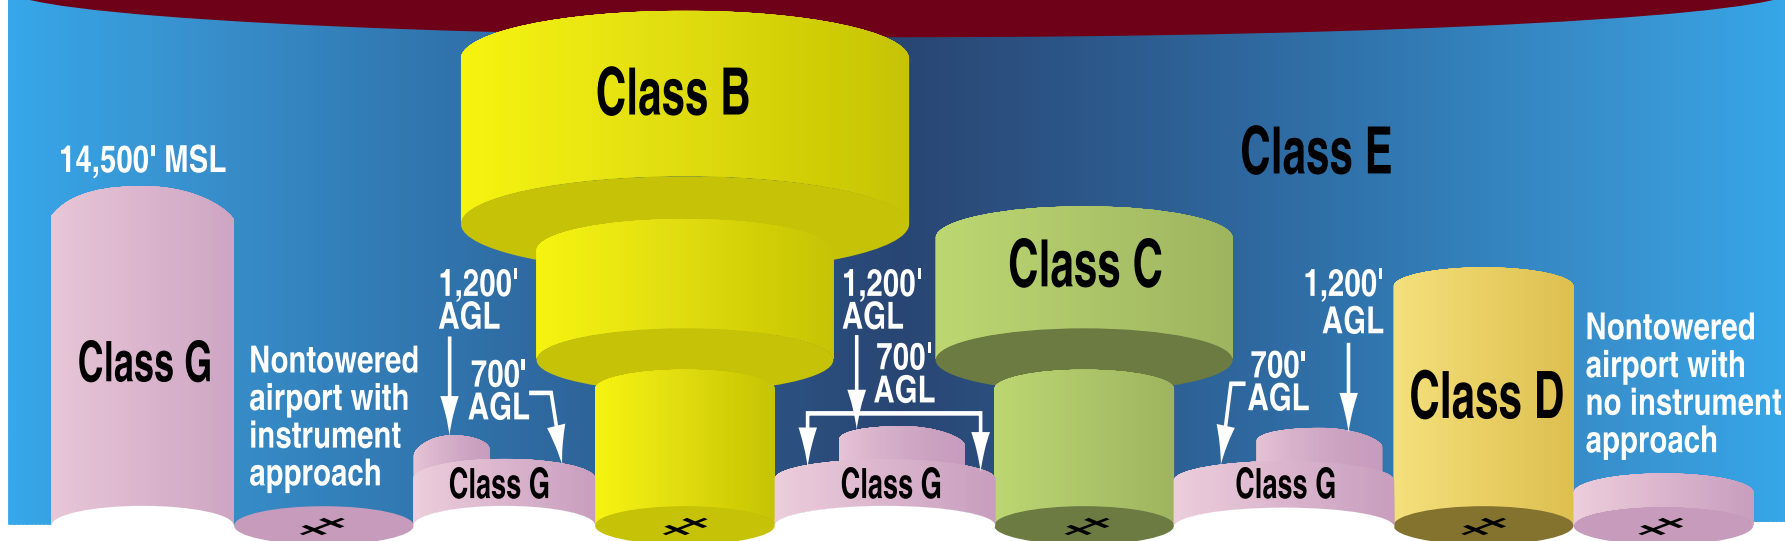 Class B
Class E
14,500' MSL
Class C
1,200'
AGL
1,200'
AGL
1,200'
AGL
Class G
Nontowered
airport with
instrument
approach
700'
AGL
700'
AGL
700'
AGL
Class D
Nontowered
airport with
no instrument
approach
Class G
Class G
Class G